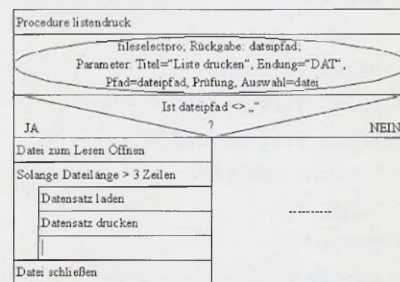 Procedure listendruck
fileselectpro; Rückgabe: dateipfad;
Parameter: Titel="Liste drucken", Endung="DAT",
Pfad=dateipfad, Prüfung, Auswahl=datei
Ist dateipfad <> „“
?
JA
NEIN
Datei zum Lesen Öffnen
Solange Dateilänge > 3 Zeilen
Datensatz laden
Datensatz drucken
Datei schließen
----------